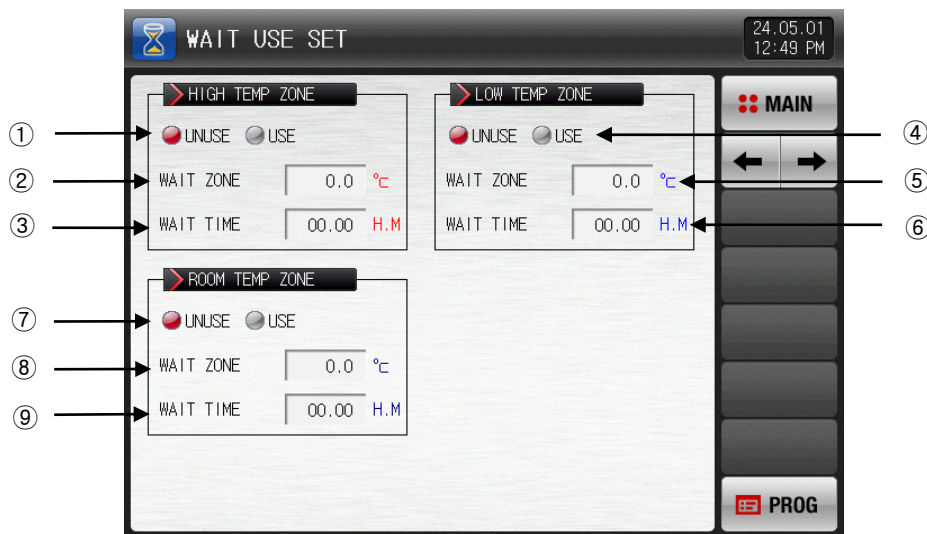 WAIT USE SET
24.05.01
12:49 PM
HIGH TEMP ZONE
① UNUSE USE
② WAIT ZONE 0.0 ℃
③ WAIT TIME 00.00 H.M
LOW TEMP ZONE
UNUSE USE ④
WAIT ZONE 0.0 ℃ ⑤
WAIT TIME 00.00 H.M ⑥
ROOM TEMP ZONE
⑦ UNUSE USE
⑧ WAIT ZONE 0.0 ℃
⑨ WAIT TIME 00.00 H.M
MAIN
PROG